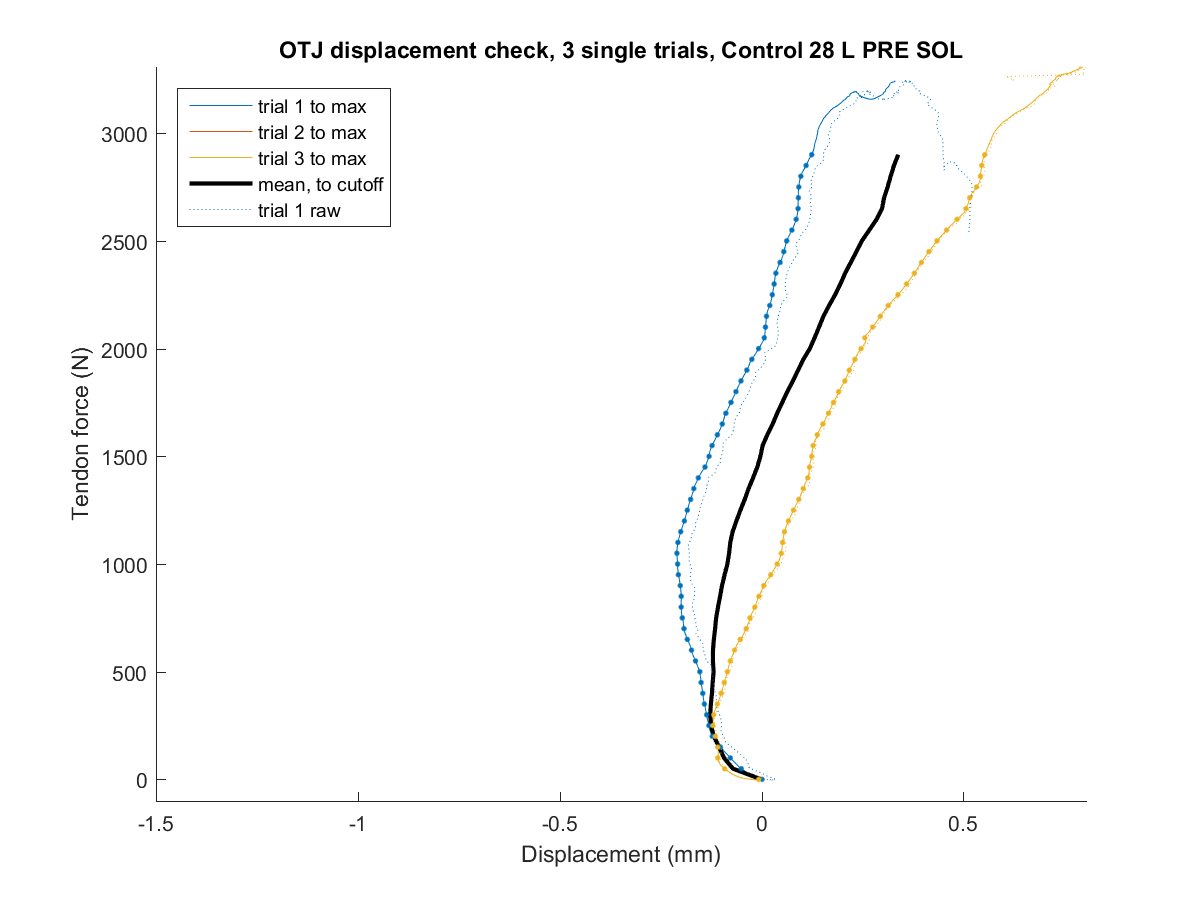 OTJ displacement check, 3 single trials, Control 28 L PRE SOL
trial 1 to max
trial 2 to max
trial 3 to max
mean, to cutoff
trial 1 raw
3000
2500
2000
1500
1000
500
0
Tendon force (N)
-1.5 -1 -0.5 0 0.5
Displacement (mm)